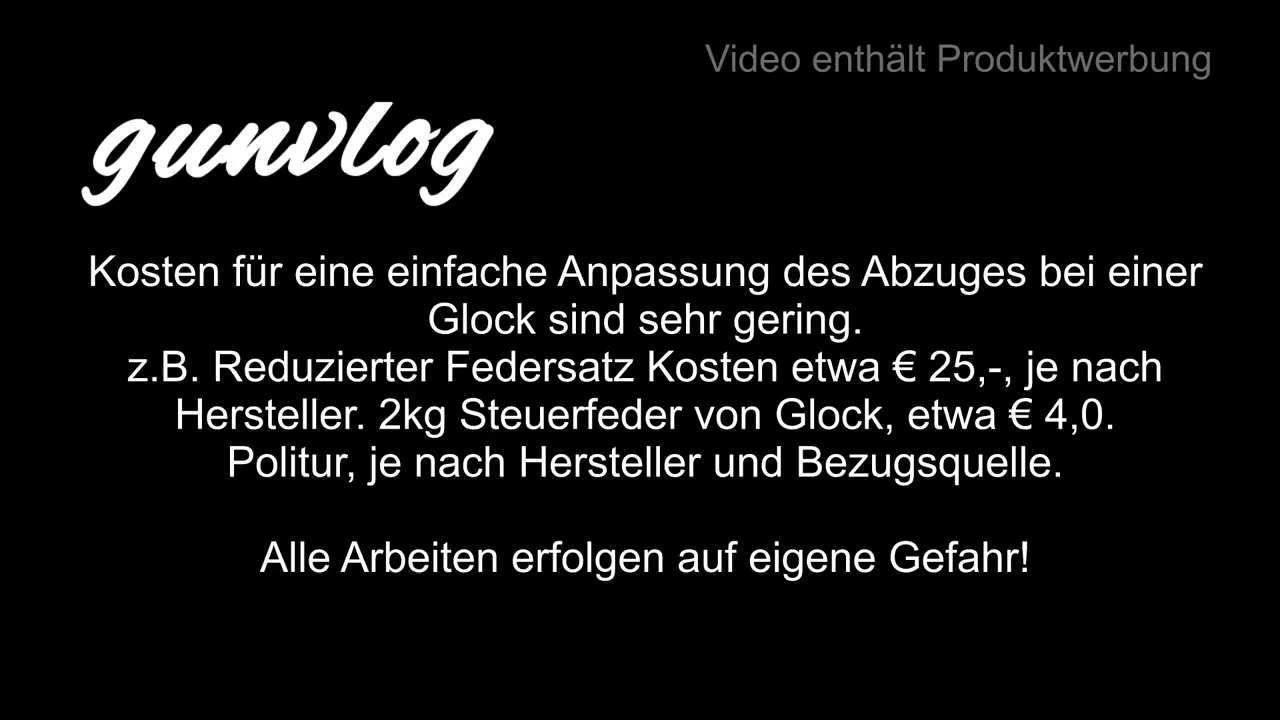 Video enthält Produktwerbung
gunvlog
Kosten für eine einfache Anpassung des Abzuges bei einer
Glock sind sehr gering.
z.B. Reduzierter Federsatz Kosten etwa € 25,-, je nach
Hersteller. 2kg Steuerfeder von Glock, etwa € 4,0.
Politur, je nach Hersteller und Bezugsquelle.
Alle Arbeiten erfolgen auf eigene Gefahr!